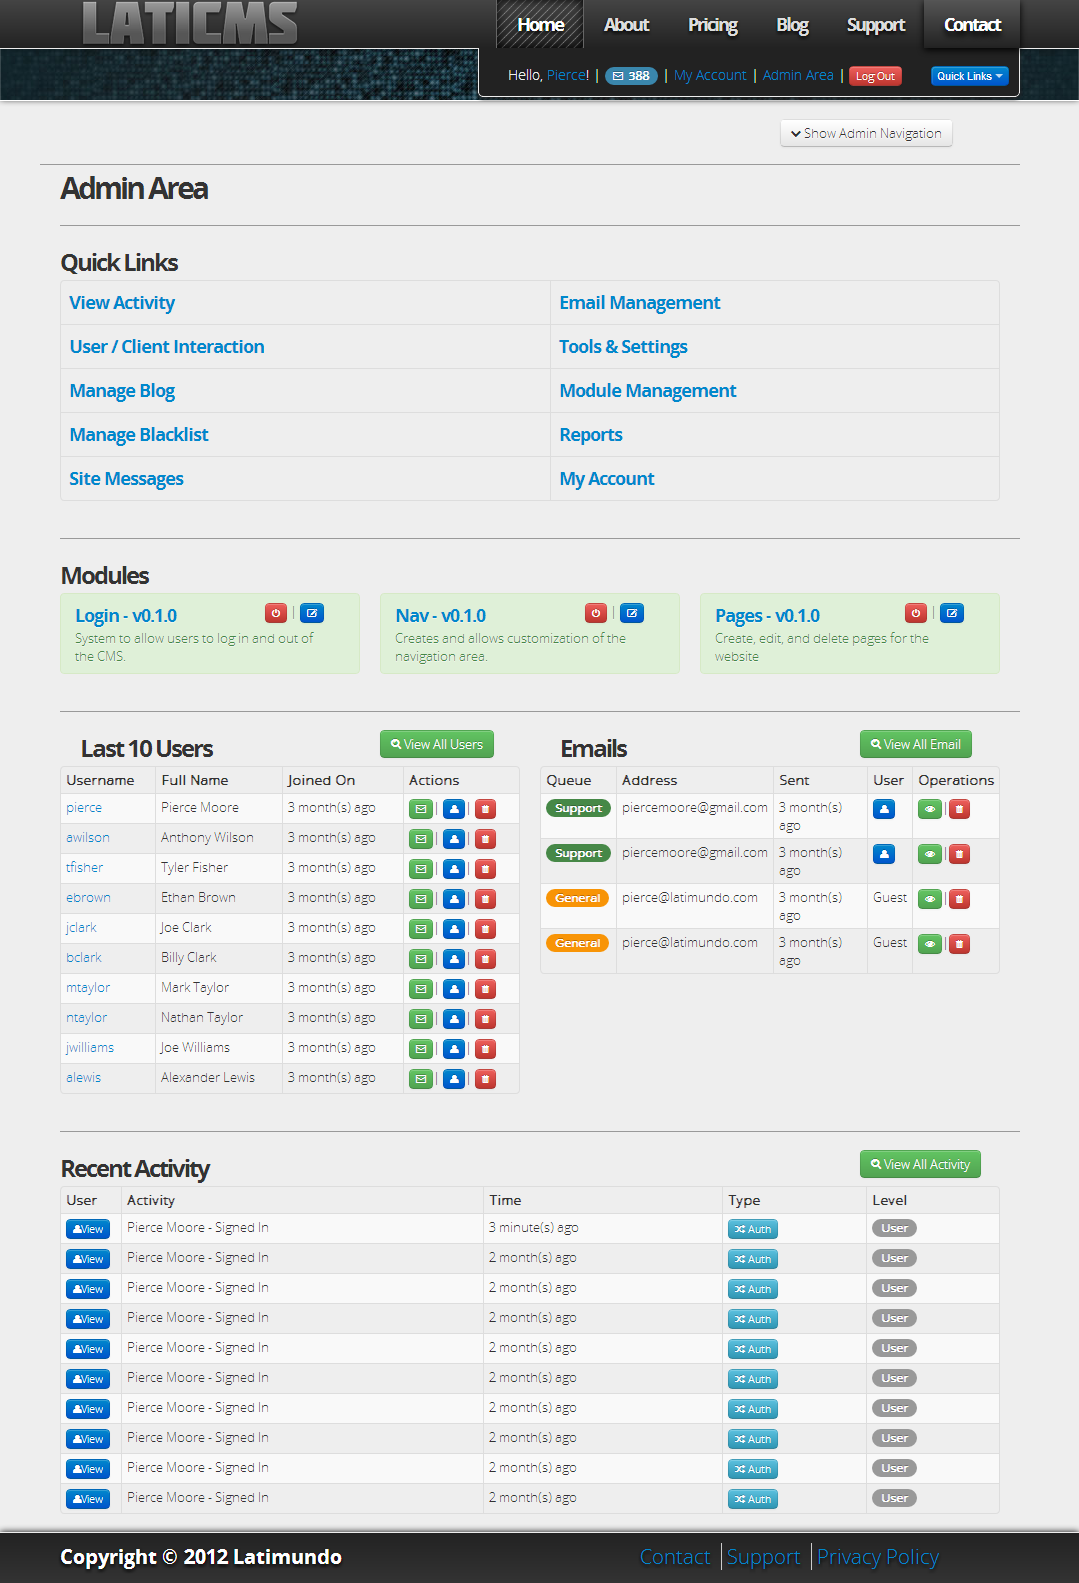 LATICMS
Home About Pricing Blog Support Contact
Hello, Pierce! | 388 | My Account | Admin Area | Log Out Quick Links
Show Admin Navigation
Admin Area
Quick Links
View Activity Email Management
User / Client Interaction Tools & Settings
Manage Blog Module Management
Manage Blacklist Reports
Site Messages My Account
Modules
Login - v0.1.0 |
System to allow users to log in and out of
the CMS.
Nav - v0.1.0 |
Creates and allows customization of the
navigation area.
Pages - v0.1.0 |
Create, edit, and delete pages for the
website
Last 10 Users View All Users
Username Full Name Joined On Actions
pierce Pierce Moore 3 month(s) ago | |
awilson Anthony Wilson 3 month(s) ago | |
tfisher Tyler Fisher 3 month(s) ago | |
ebrown Ethan Brown 3 month(s) ago | |
jclark Joe Clark 3 month(s) ago | |
bclark Billy Clark 3 month(s) ago | |
mtaylor Mark Taylor 3 month(s) ago | |
ntaylor Nathan Taylor 3 month(s) ago | |
jwilliams Joe Williams 3 month(s) ago | |
alewis Alexander Lewis 3 month(s) ago | |
Emails View All Email
Queue Address Sent User Operations
Support piercemoore@gmail.com 3 month(s) |
ago
Support piercemoore@gmail.com 3 month(s) |
ago
General pierce@latimundo.com 3 month(s) Guest |
ago
General pierce@latimundo.com 3 month(s) Guest |
ago
Recent Activity View All Activity
User Activity Time Type Level
View Pierce Moore - Signed In 3 minute(s) ago Auth User
View Pierce Moore - Signed In 2 month(s) ago Auth User
View Pierce Moore - Signed In 2 month(s) ago Auth User
View Pierce Moore - Signed In 2 month(s) ago Auth User
View Pierce Moore - Signed In 2 month(s) ago Auth User
View Pierce Moore - Signed In 2 month(s) ago Auth User
View Pierce Moore - Signed In 2 month(s) ago Auth User
View Pierce Moore - Signed In 2 month(s) ago Auth User
View Pierce Moore - Signed In 2 month(s) ago Auth User
View Pierce Moore - Signed In 2 month(s) ago Auth User
Copyright © 2012 Latimundo Contact | Support | Privacy Policy